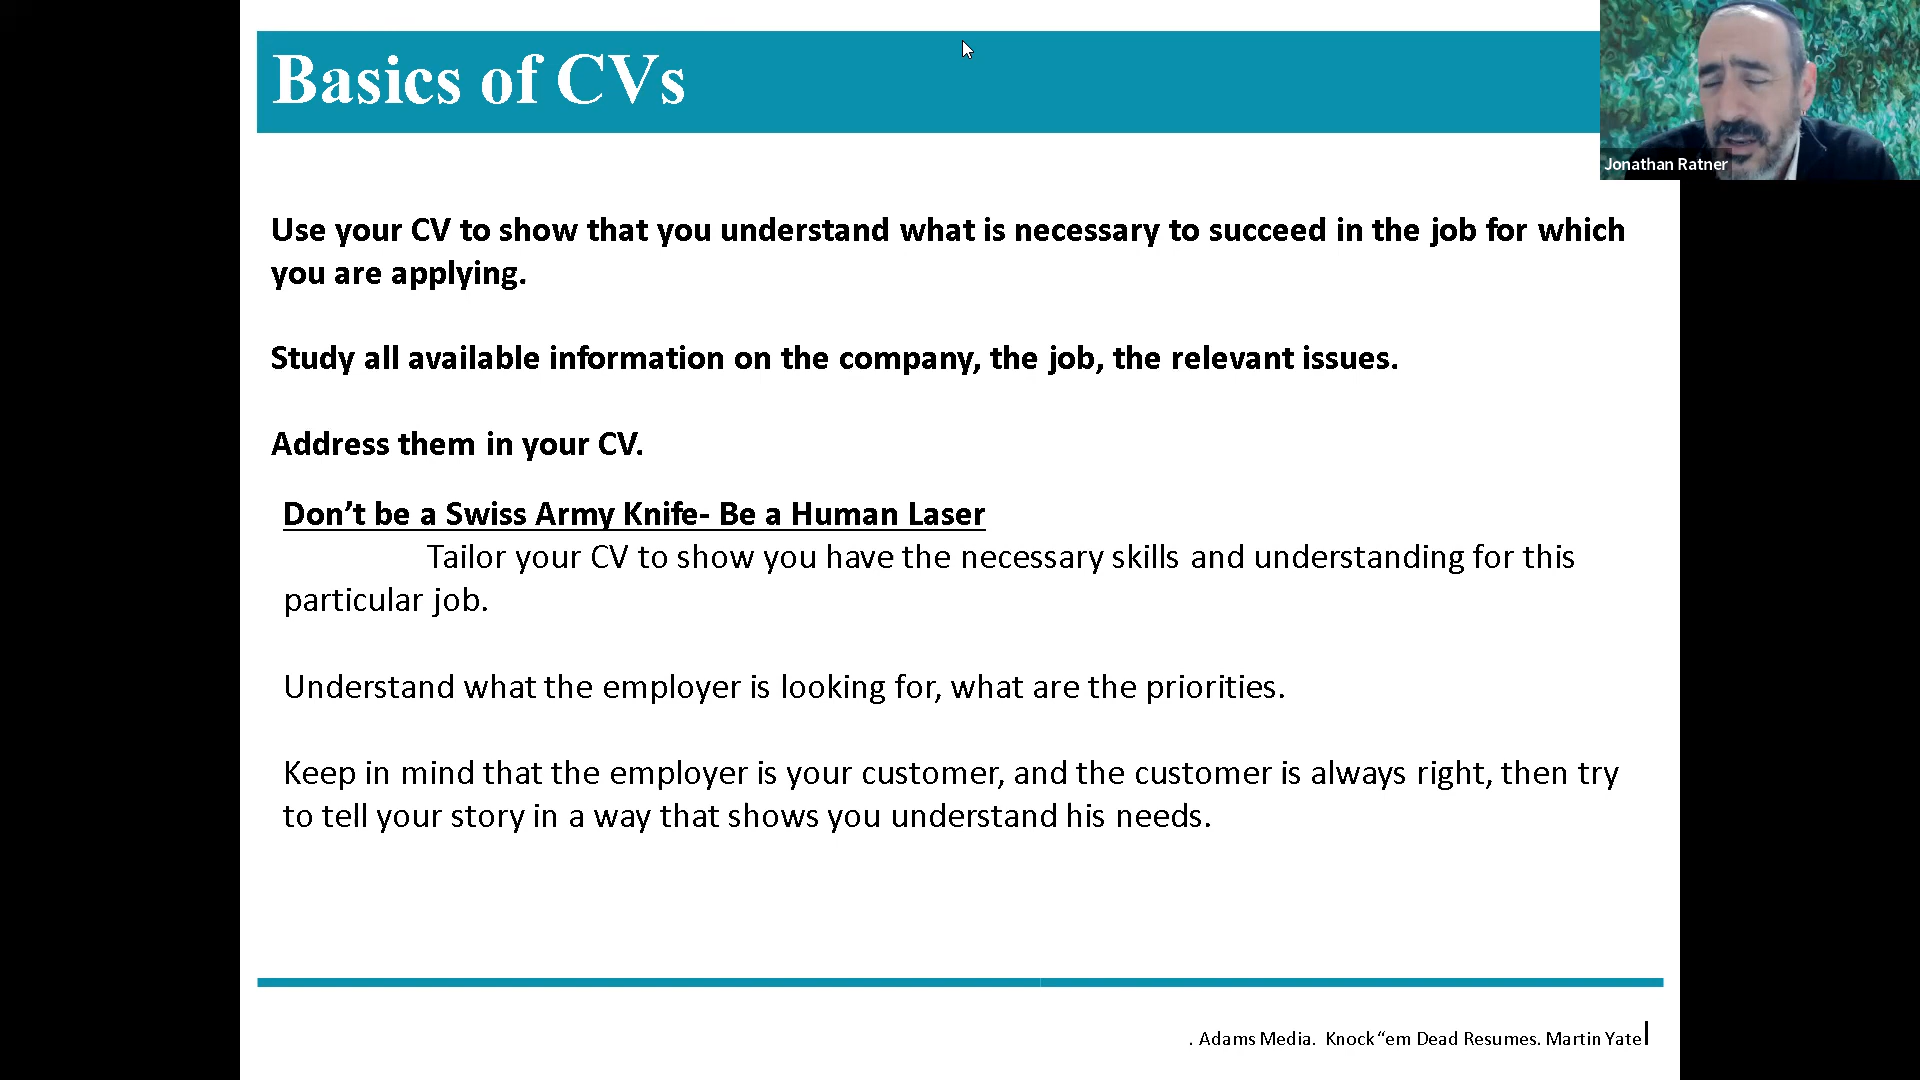 Basics of CVs
Jonathan Ratner
Use your CV to show that you understand what is necessary to succeed in the job for which
you are applying.
Study all available information on the company, the job, the relevant issues.
Address them in your CV.
Don’t be a Swiss Army Knife- Be a Human Laser
Tailor your CV to show you have the necessary skills and understanding for this
particular job.
Understand what the employer is looking for, what are the priorities.
Keep in mind that the employer is your customer, and the customer is always right, then try
to tell your story in a way that shows you understand his needs.
. Adams Media. Knock “em Dead Resumes. Martin Yate